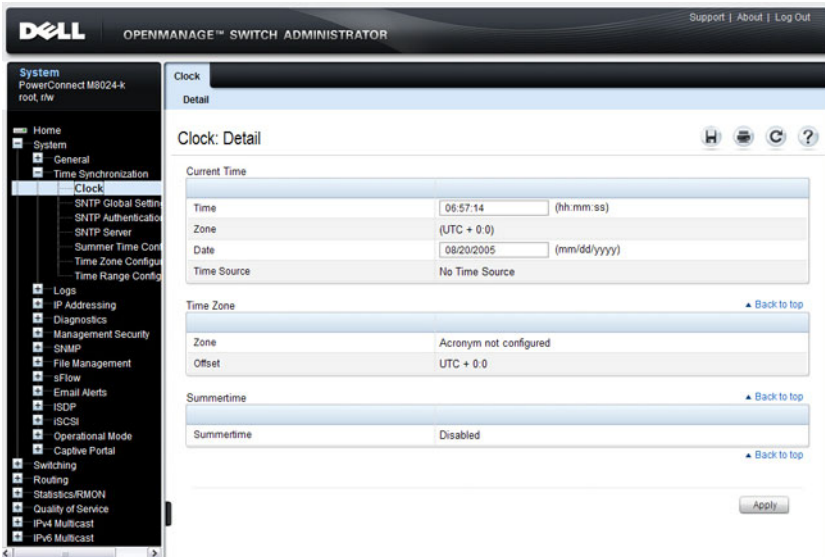 DELL
OPENMANAGE™ SWITCH ADMINISTRATOR
Support | About | Log Out
System
PowerConnect M8024-k
root, r/w
Home
System
General
Time Synchronization
Clock
SNTP Global Settin
SNTP Authenticatio
SNTP Server
Summer Time Conf
Time Zone Configu
Time Range Config
Logs
IP Addressing
Diagnostics
Management Security
SNMP
File Management
sFlow
Email Alerts
ISDP
iSCSI
Operational Mode
Captive Portal
Switching
Routing
Statistics/RMON
Quality of Service
IPv4 Multicast
IPv6 Multicast
Clock
Detail
Clock: Detail
Current Time
Time 06:57:14 (hh:mm:ss)
Zone (UTC + 0:0)
Date 08/20/2005 (mm/dd/yyyy)
Time Source No Time Source
Time Zone ▲ Back to top
Zone Acronym not configured
Offset UTC + 0:0
Summertime ▲ Back to top
Summertime Disabled
▲ Back to top
Apply